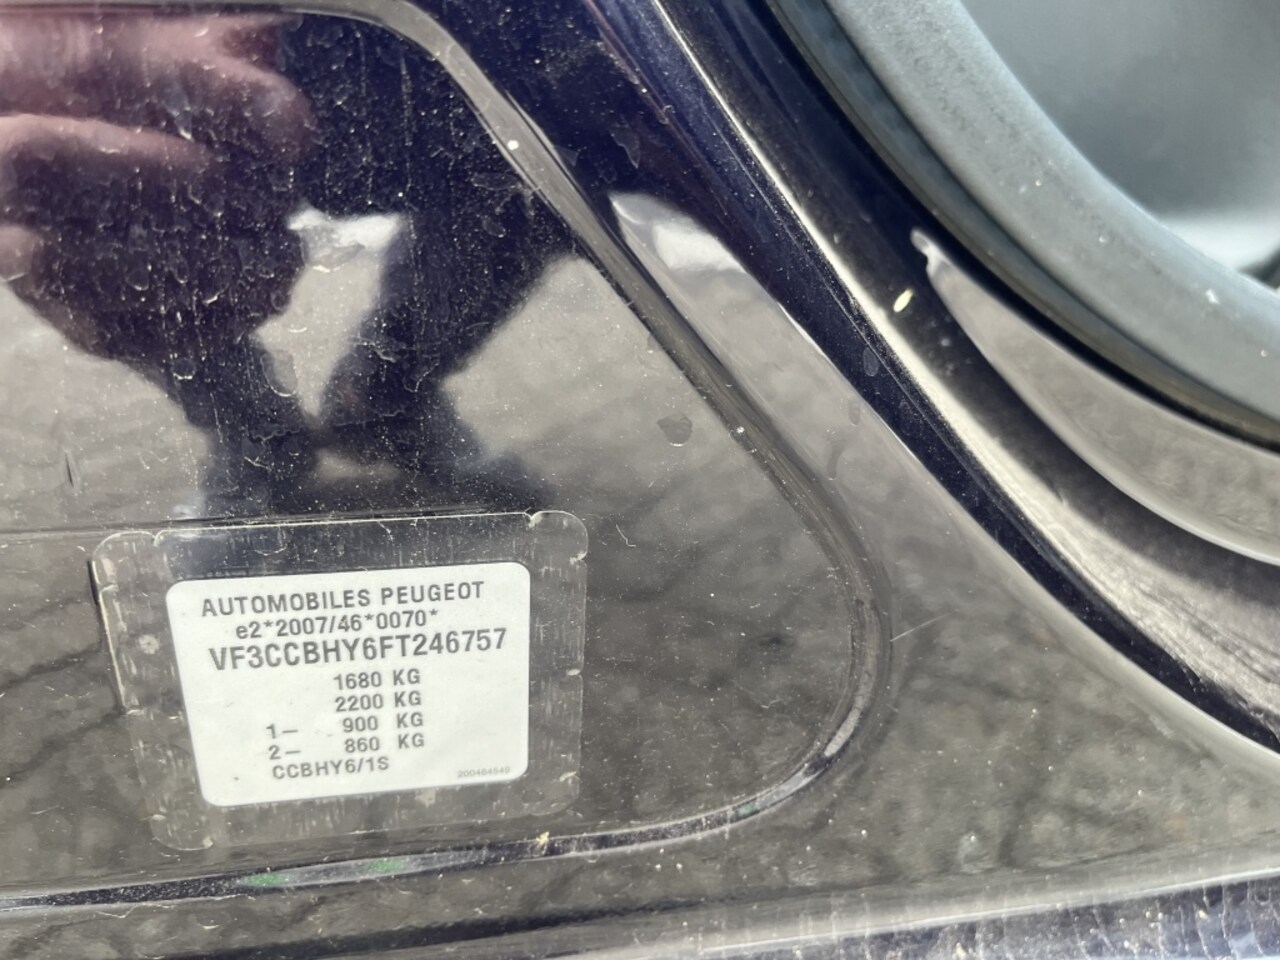 AUTOMOBILES PEUGEOT
e2*2007/46*0070*
VF3CCBHY6FT246757
1680 KG
2200 KG
1- 900 KG
2- 860 KG
CCBHY6/1S
200464549